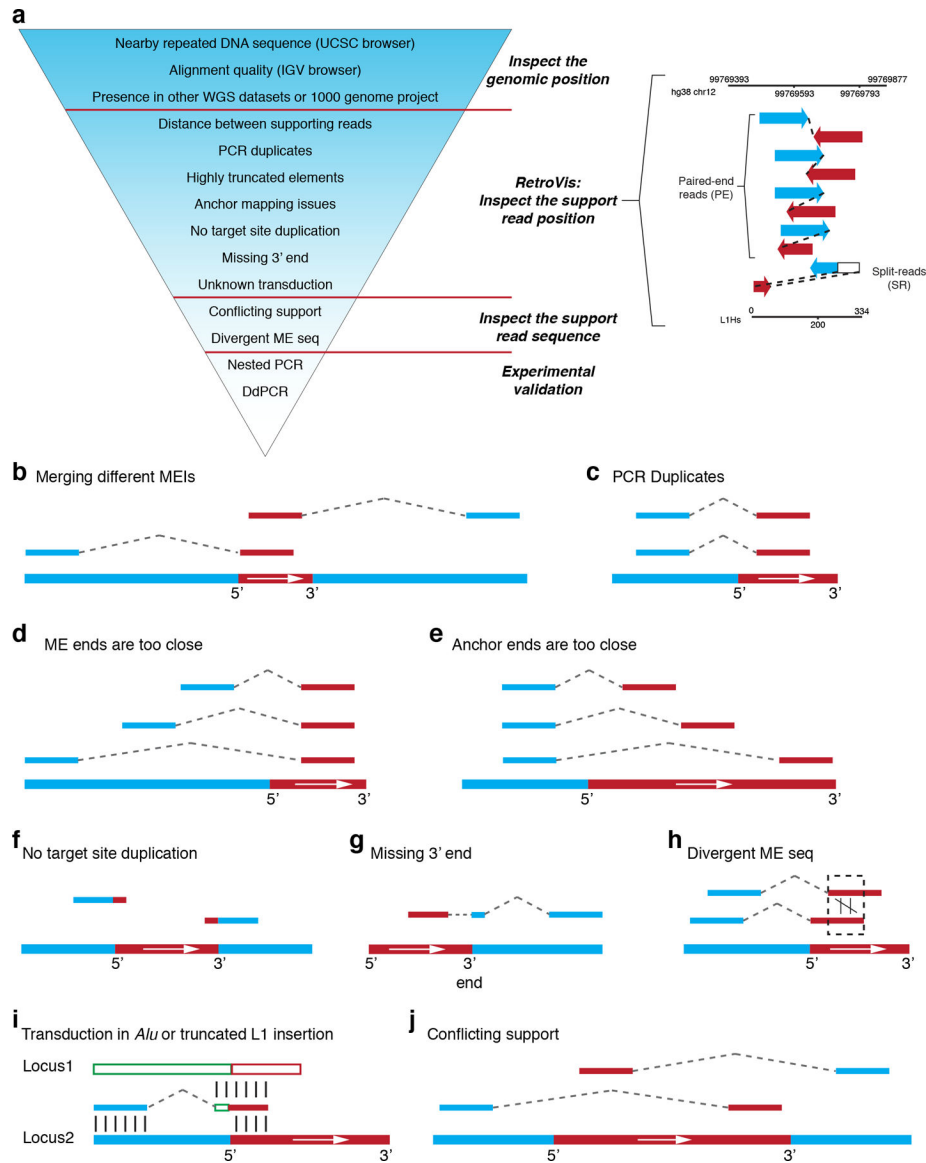 a
Nearby repeated DNA sequence (UCSC browser)
Alignment quality (IGV browser)
Presence in other WGS datasets or 1000 genome project
Distance between supporting reads
PCR duplicates
Highly truncated elements
Anchor mapping issues
No target site duplication
Missing 3' end
Unknown transduction
Conflicting support
Divergent ME seq
Nested PCR
DdPCR
Inspect the
genomic position
RetroVis:
Inspect the support
read position
Inspect the support
read sequence
Experimental
validation
99769393 99769877
hg38 chr12
99769593 99769793
Paired-end
reads (PE)
Split-reads
(SR)
0 334
L1Hs
200
b Merging different MEIs
5' 3'
c PCR Duplicates
5' 3'
d ME ends are too close
5' 3'
e Anchor ends are too close
5' 3'
f No target site duplication
5' 3'
g Missing 3' end
5' 3'
end
h Divergent ME seq
5' 3'
i Transduction in Alu or truncated L1 insertion
Locus1
Locus2
5' 3'
j Conflicting support
5' 3'